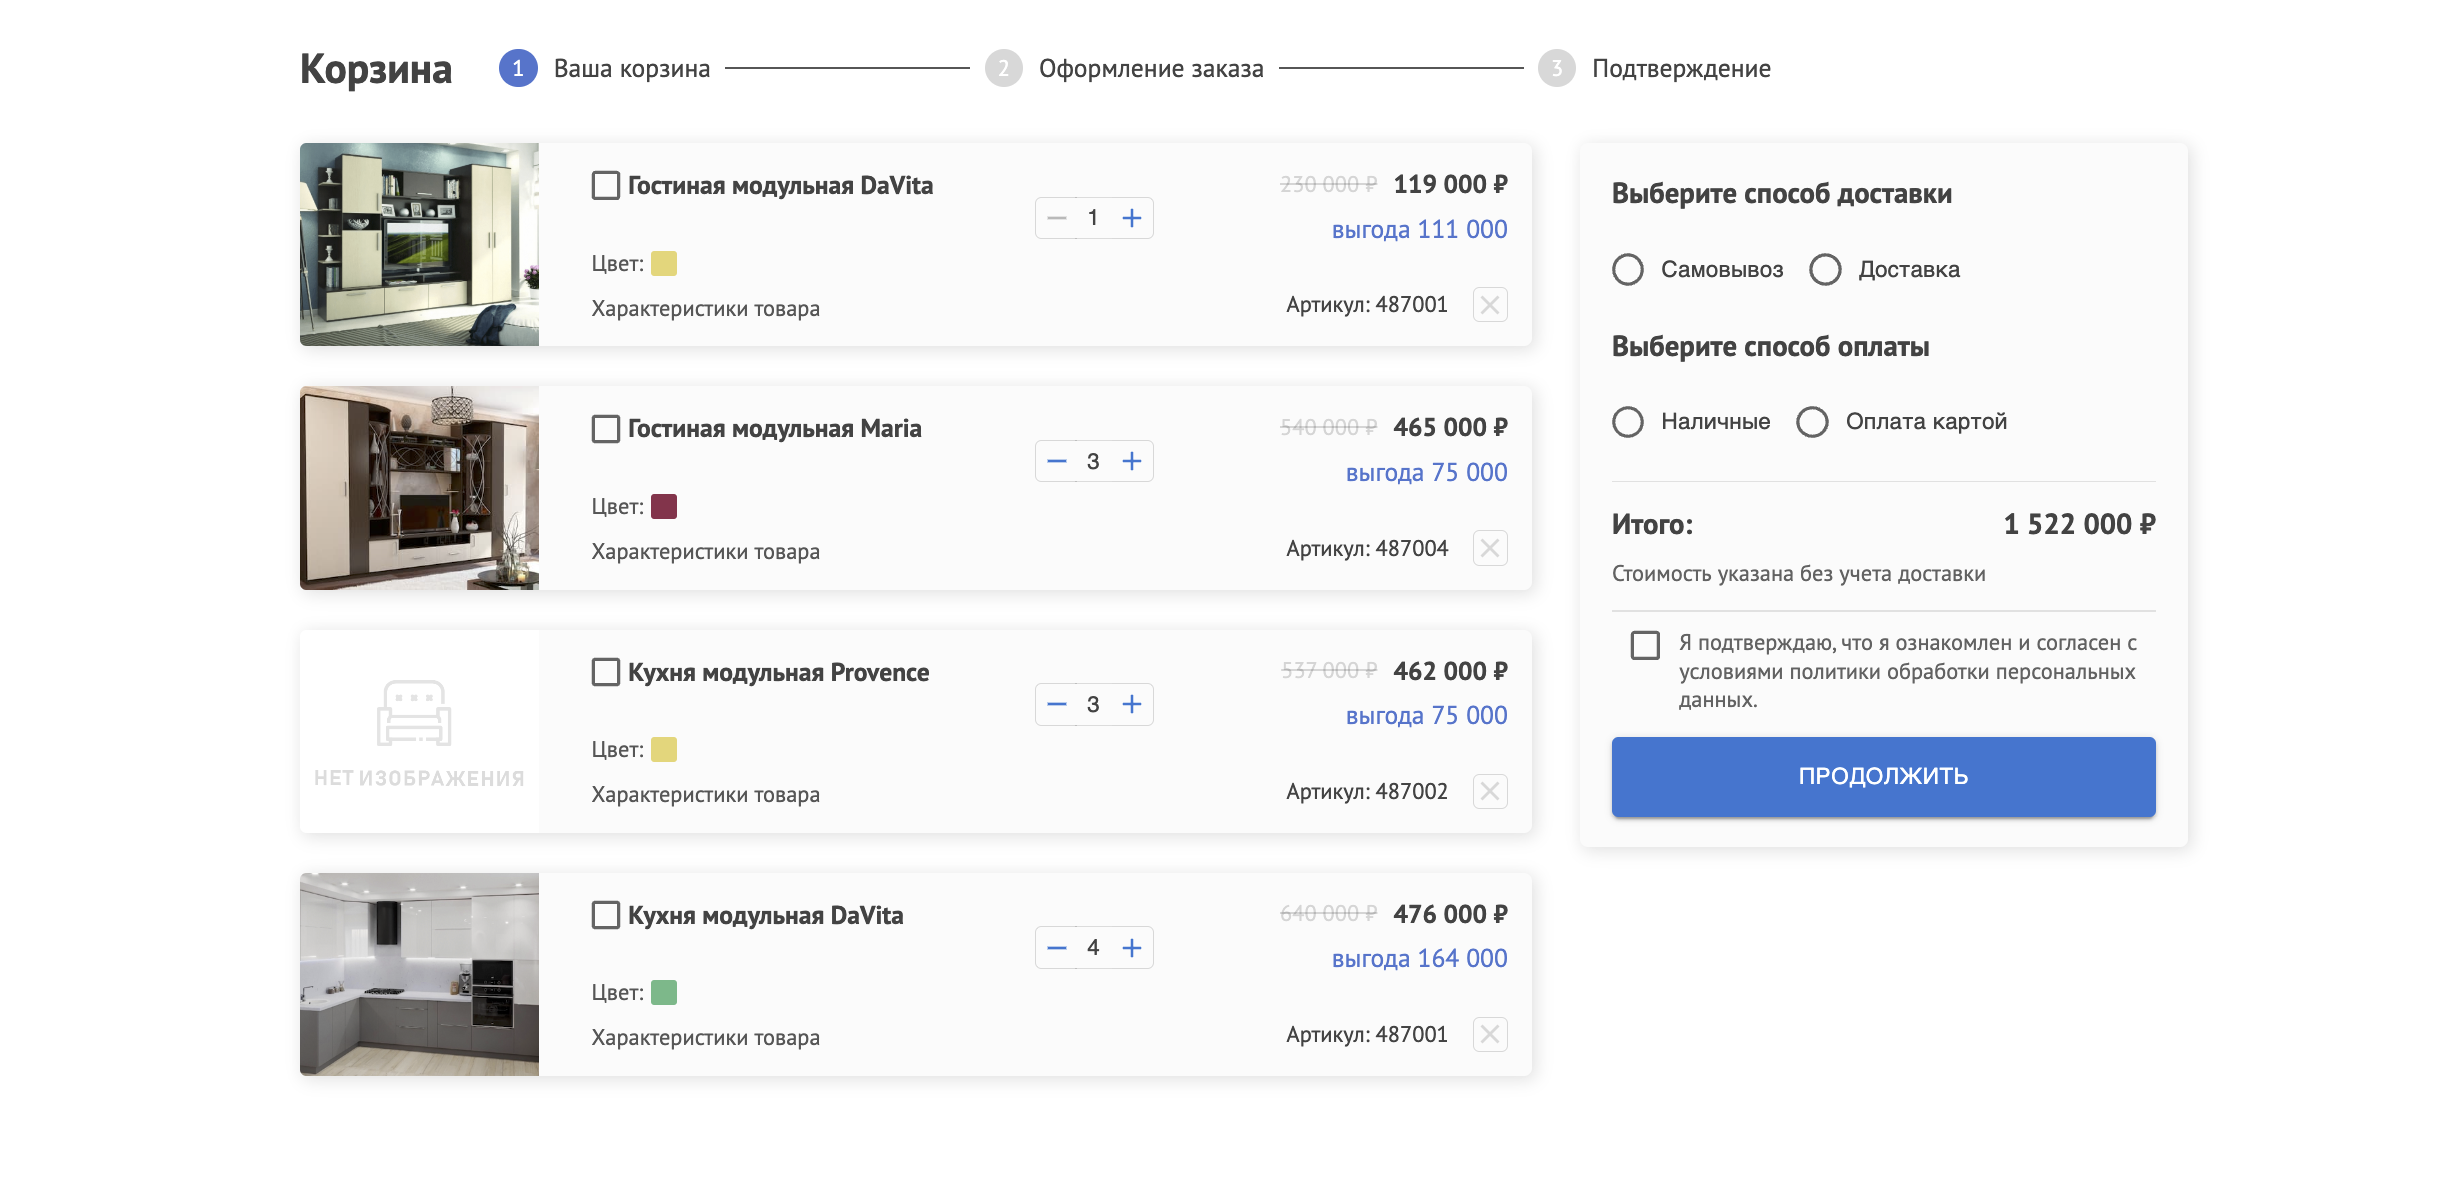 Корзина
1 Ваша корзина
2 Оформление заказа
3 Подтверждение
Гостиная модульная DaVita
1
230 000 ₽ 119 000 ₽
выгода 111 000
Цвет:
Характеристики товара
Артикул: 487001
Гостиная модульная Maria
3
540 000 ₽ 465 000 ₽
выгода 75 000
Цвет:
Характеристики товара
Артикул: 487004
НЕТ ИЗОБРАЖЕНИЯ
Кухня модульная Provence
3
537 000 ₽ 462 000 ₽
выгода 75 000
Цвет:
Характеристики товара
Артикул: 487002
Кухня модульная DaVita
4
640 000 ₽ 476 000 ₽
выгода 164 000
Цвет:
Характеристики товара
Артикул: 487001
Выберите способ доставки
Самовывоз Доставка
Выберите способ оплаты
Наличные Оплата картой
Итого: 1 522 000 ₽
Стоимость указана без учета доставки
Я подтверждаю, что я ознакомлен и согласен с
условиями политики обработки персональных
данных.
ПРОДОЛЖИТЬ